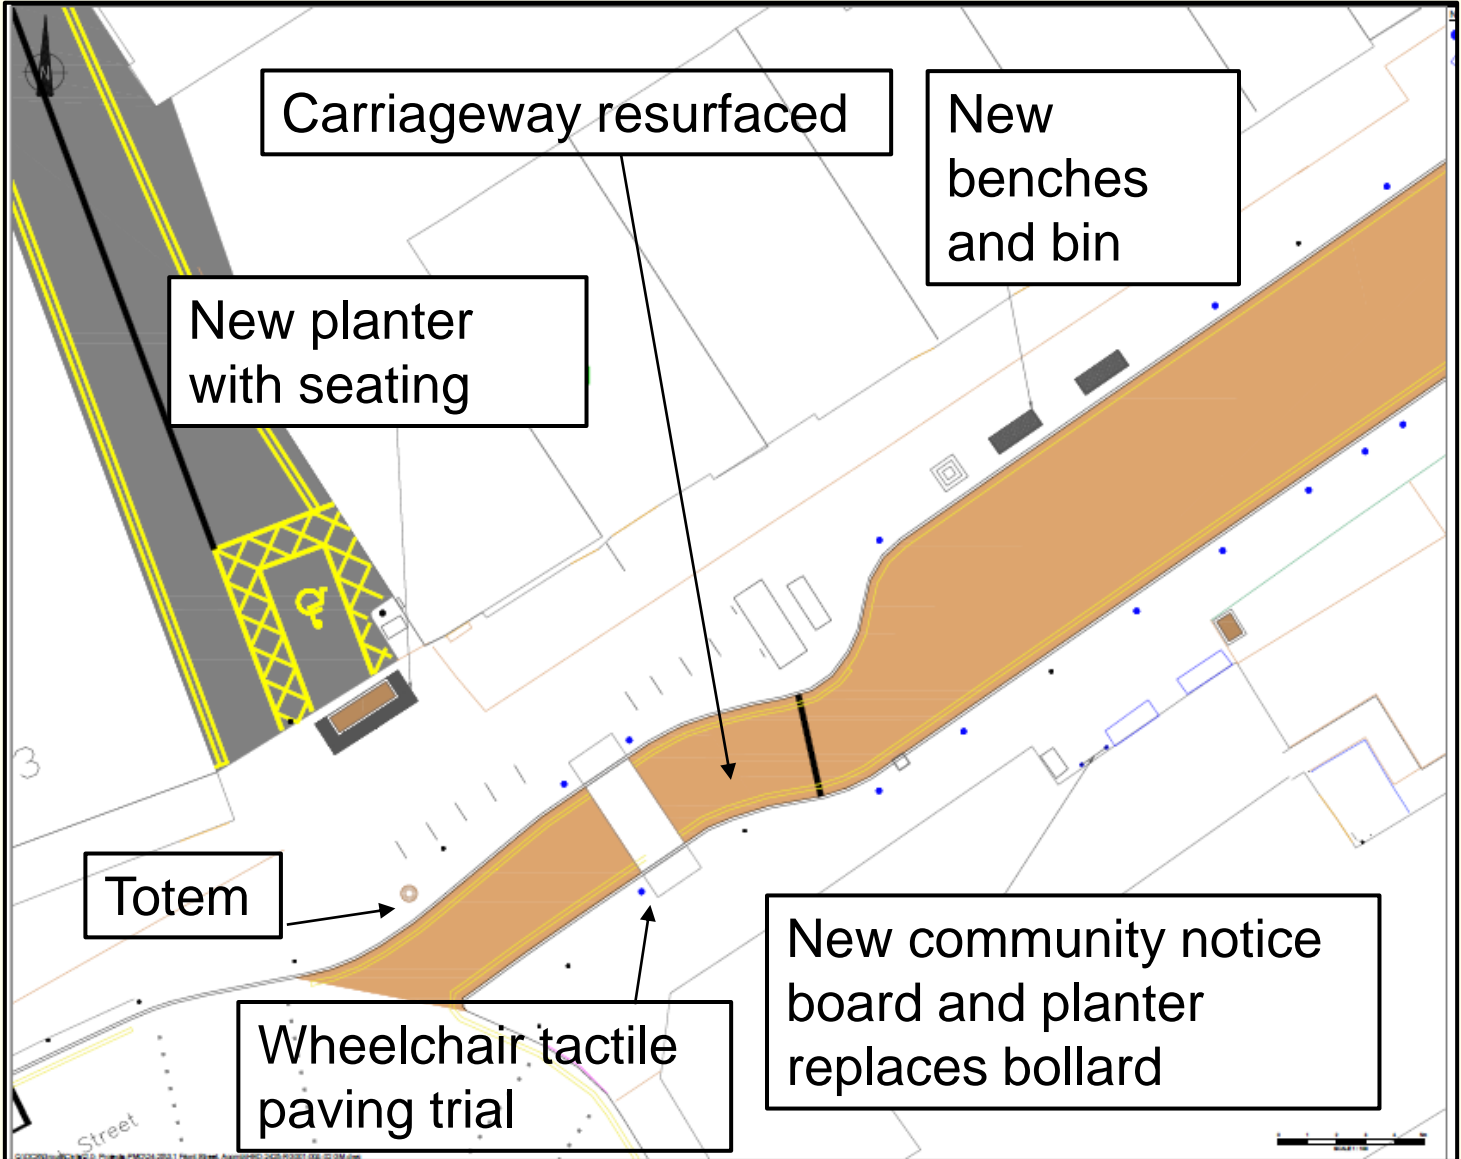 N
Carriageway resurfaced
New
benches
and bin
New planter
with seating
3
Totem
Wheelchair tactile
paving trial
New community notice
board and planter
replaces bollard
Street